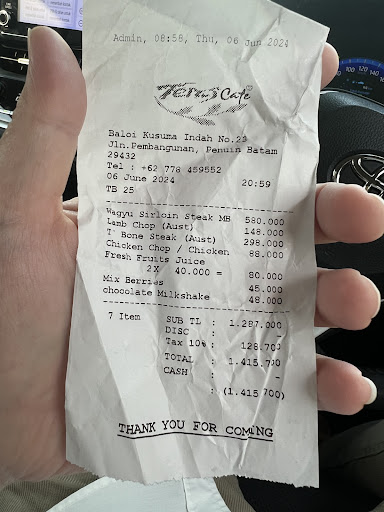 Admin, 08:58, Thu, 06 Jun 2024
Teras Cafe
Baloi Kusuma Indah No.23
Jln.Pembangunan, Penuin Batam
29432
Tel : +62 778 459552
06 June 2024 20:59
TB 25
Wagyu Sirloin Steak MB 580.000
Lamb Chop (Aust) 148.000
T' Bone Steak (Aust) 298.000
Chicken Chop / Chicken 88.000
Fresh Fruits Juice
2X 40.000 = 80.000
Mix Berries 45.000
chocolate Milkshake 48.000
7 Item SUB TL : 1.287.000
DISC : -
Tax 10% : 128.700
TOTAL : 1.415.700
CASH : -
: (1.415.700)
THANK YOU FOR COMING